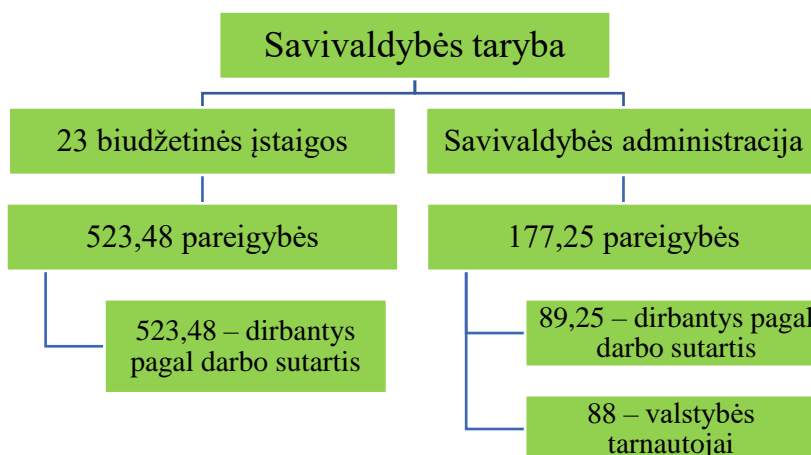 Savivaldybės taryba
23 biudžetinės įstaigos
Savivaldybės administracija
523,48 pareigybės
177,25 pareigybės
523,48 – dirbantys
pagal darbo sutartis
89,25 – dirbantys pagal
darbo sutartis
88 – valstybės
tarnautojai